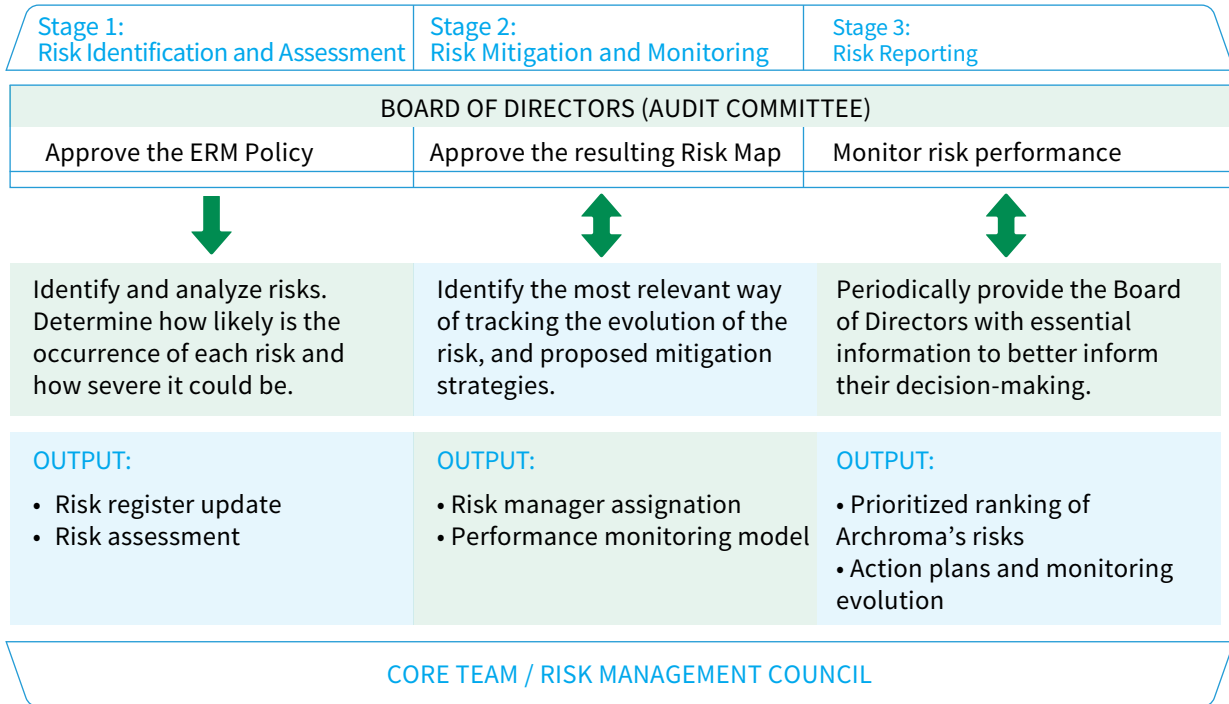 Stage 1:
Risk Identification and Assessment
Stage 2:
Risk Mitigation and Monitoring
Stage 3:
Risk Reporting
BOARD OF DIRECTORS (AUDIT COMMITTEE)
Approve the ERM Policy
Approve the resulting Risk Map
Monitor risk performance
Identify and analyze risks.
Determine how likely is the
occurrence of each risk and
how severe it could be.
Identify the most relevant way
of tracking the evolution of the
risk, and proposed mitigation
strategies.
Periodically provide the Board
of Directors with essential
information to better inform
their decision-making.
OUTPUT:
• Risk register update
• Risk assessment
OUTPUT:
• Risk manager assignation
• Performance monitoring model
OUTPUT:
• Prioritized ranking of
Archroma’s risks
• Action plans and monitoring
evolution
CORE TEAM / RISK MANAGEMENT COUNCIL